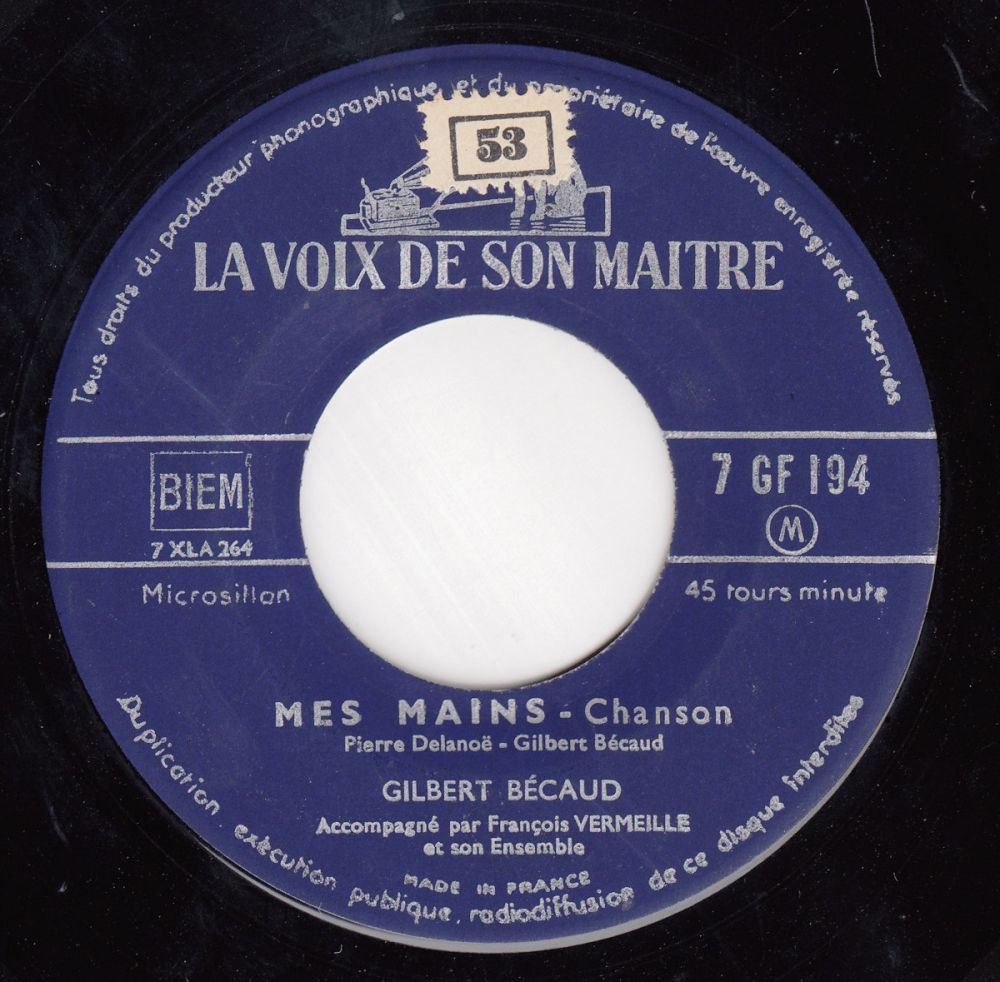 Tous droits du producteur phonographique et du propriétaire de l'œuvre enregistrée réservés
53
LA VOIX DE SON MAITRE
BIEM
7 XLA 264
7 GF 194
M
Microsillon
45 tours minute
MES MAINS - Chanson
Pierre Delanoë - Gilbert Bécaud
GILBERT BÉCAUD
Accompagné par François VERMEILLE
et son Ensemble
MADE IN FRANCE
Duplication exécution publique, radiodiffusion de ce disque interdites